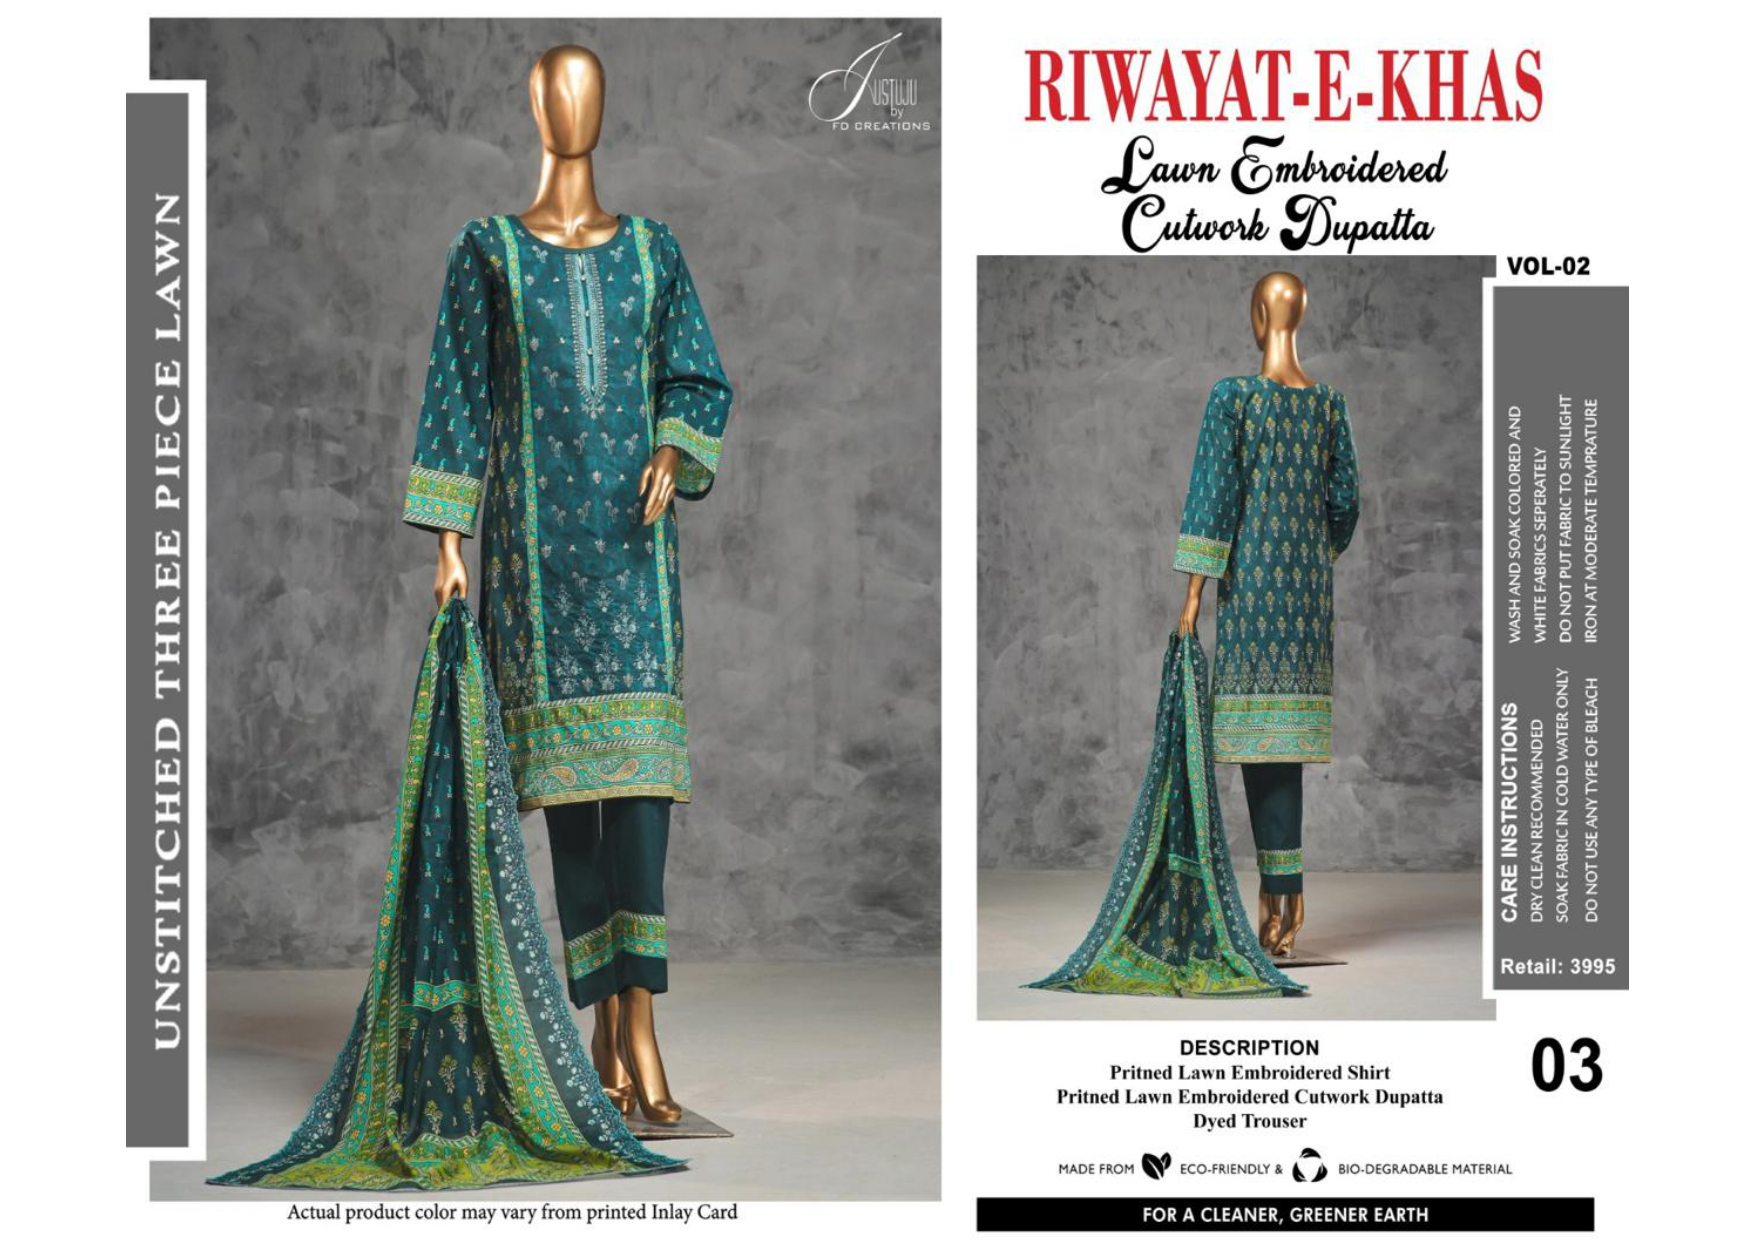 UNSTITCHED THREE PIECE LAWN
JUSTUJU
by
FD CREATIONS
Actual product color may vary from printed Inlay Card
RIWAYAT-E-KHAS
Lawn Embroidered
Cutwork Dupatta
VOL-02
CARE INSTRUCTIONS
DRY CLEAN RECOMMENDED
SOAK FABRIC IN COLD WATER ONLY
DO NOT USE ANY TYPE OF BLEACH
WASH AND SOAK COLORED AND
WHITE FABRICS SEPERATELY
DO NOT PUT FABRIC TO SUNLIGHT
IRON AT MODERATE TEMPRATURE
Retail: 3995
03
DESCRIPTION
Pritned Lawn Embroidered Shirt
Pritned Lawn Embroidered Cutwork Dupatta
Dyed Trouser
MADE FROM ECO-FRIENDLY & BIO-DEGRADABLE MATERIAL
FOR A CLEANER, GREENER EARTH